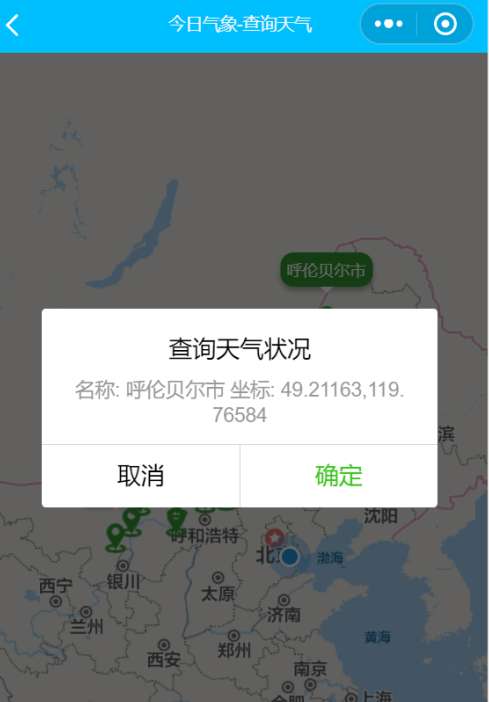 今日气象-查询天气
呼伦贝尔市
查询天气状况
名称: 呼伦贝尔市 坐标: 49.21163,119.
76584
取消
确定
滨
沈阳
呼和浩特
北
渤海
银川
西宁
太原
济南
兰州
黄海
西安
郑州
南京
合肥
上海